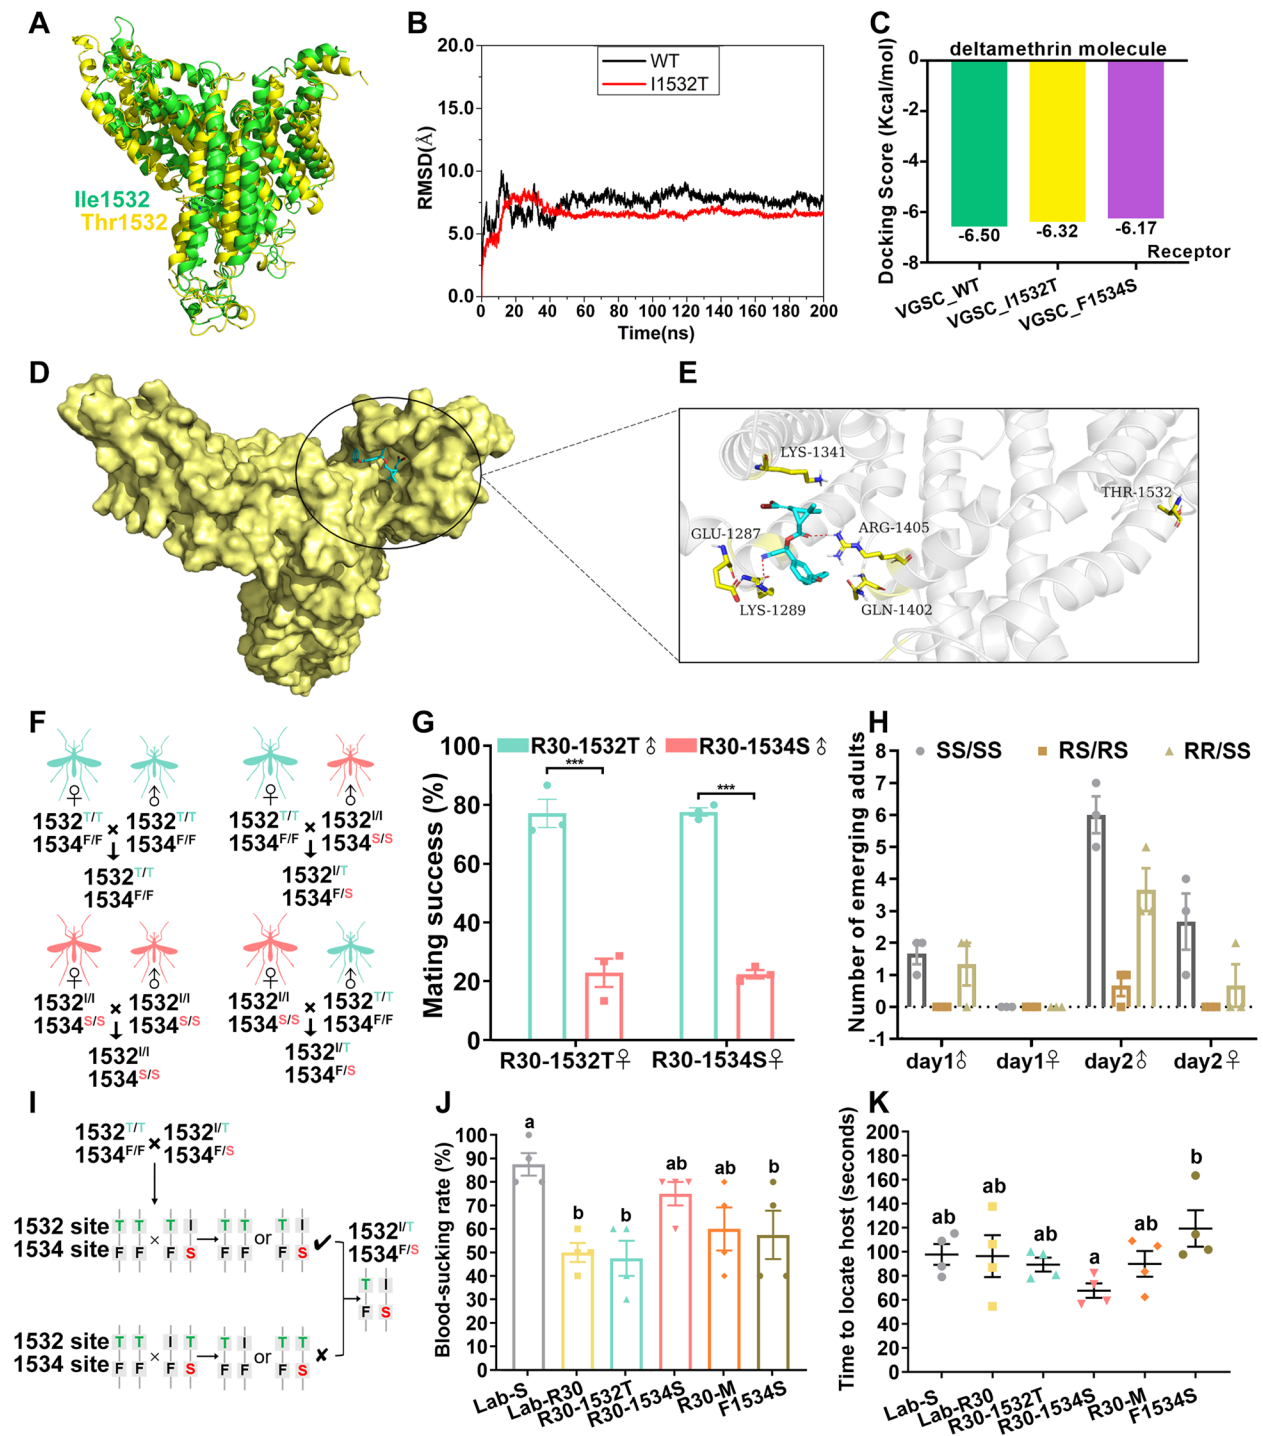 A
Ile1532
Thr1532
B
20.0
15.0
10.0
5.0
0.0
RMSD(Å)
WT
I1532T
0 20 40 60 80 100 120 140 160 180 200
Time(ns)
C
deltamethrin molecule
Docking Score (Kcal/mol)
0
-2
-4
-6
-8
-6.50
-6.32
-6.17
Receptor
VGSC_WT
VGSC_I1532T
VGSC_F1534S
D
E
LYS-1341
THR-1532
GLU-1287
ARG-1405
LYS-1289
GLN-1402
F
♀ ♂ ♀ ♂
1532T/T × 1532T/T
1534F/F 1534F/F
1532T/T
1534F/F
1532T/T × 1532I/I
1534F/F 1534S/S
1532I/T
1534F/S
♀ ♂ ♀ ♂
1532I/I × 1532I/I
1534S/S 1534S/S
1532I/I
1534S/S
1532I/I × 1532T/T
1534S/S 1534F/F
1532I/T
1534F/S
G
R30-1532T♂ R30-1534S♂
Mating success (%)
100
80
60
40
20
0
***
***
R30-1532T♀
R30-1534S♀
H
SS/SS RS/RS RR/SS
Number of emerging adults
8
7
6
5
4
3
2
1
0
-1
day1♂ day1♀ day2♂ day2♀
I
1532T/T × 1532I/T
1534F/F 1534F/S
1532 site T T T I T T T I
1534 site F F × F S F F or F S ✔
1532I/T
1534F/S
T I
F S
1532 site T T I T T I T T
1534 site F F × F S F F or F S ✘
J
Blood-sucking rate (%)
100
90
80
70
60
50
40
30
20
10
0
a
b
b
ab
ab
b
Lab-S
Lab-R30
R30-1532T
R30-1534S
R30-M
F1534S
K
Time to locate host (seconds)
200
180
160
140
120
100
80
60
40
20
0
ab
ab
ab
a
ab
b
Lab-S
Lab-R30
R30-1532T
R30-1534S
R30-M
F1534S